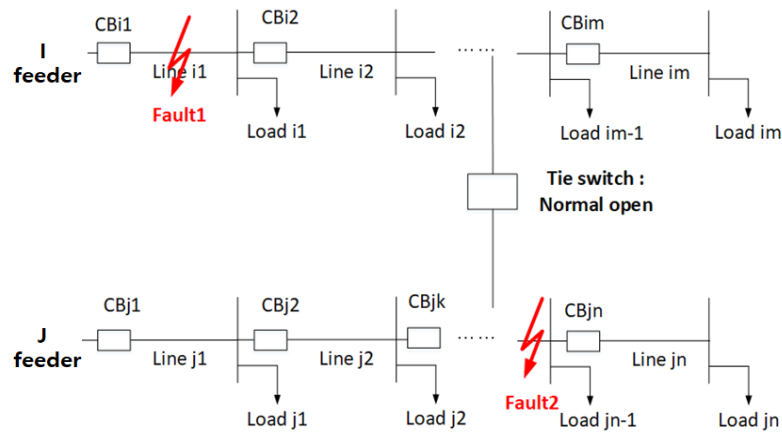 CBi1
CBi2
CBim
I
feeder
Line i1
Line i2
…… 
Line im
Fault1
Load i1
Load i2
Load im-1
Load im
Tie switch :
Normal open
CBj1
CBj2
CBjk
CBjn
J
feeder
Line j1
Line j2
……
Line jn
Fault2
Load j1
Load j2
Load jn-1
Load jn